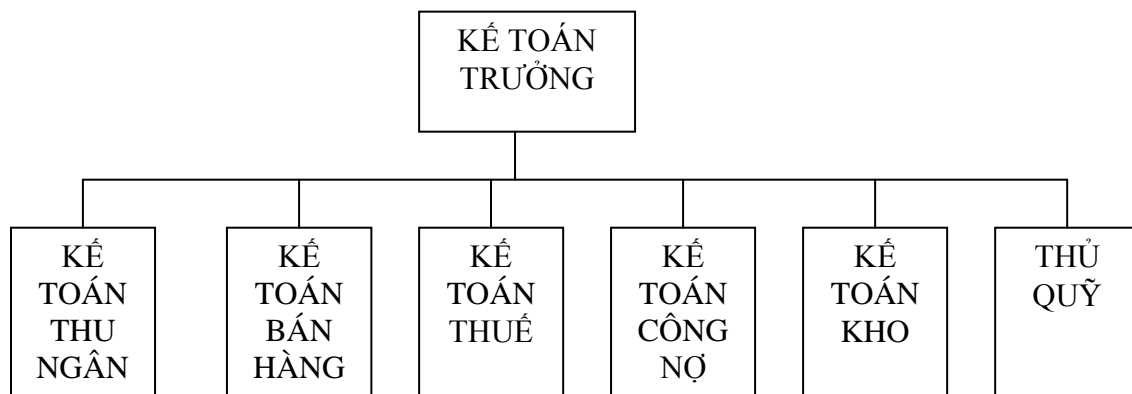 KẾ TOÁN
TRƯỞNG
KẾ
TOÁN
THU
NGÂN
KẾ
TOÁN
BÁN
HÀNG
KẾ
TOÁN
THUẾ
KẾ
TOÁN
CÔNG
NỢ
KẾ
TOÁN
KHO
THỦ
QUỸ